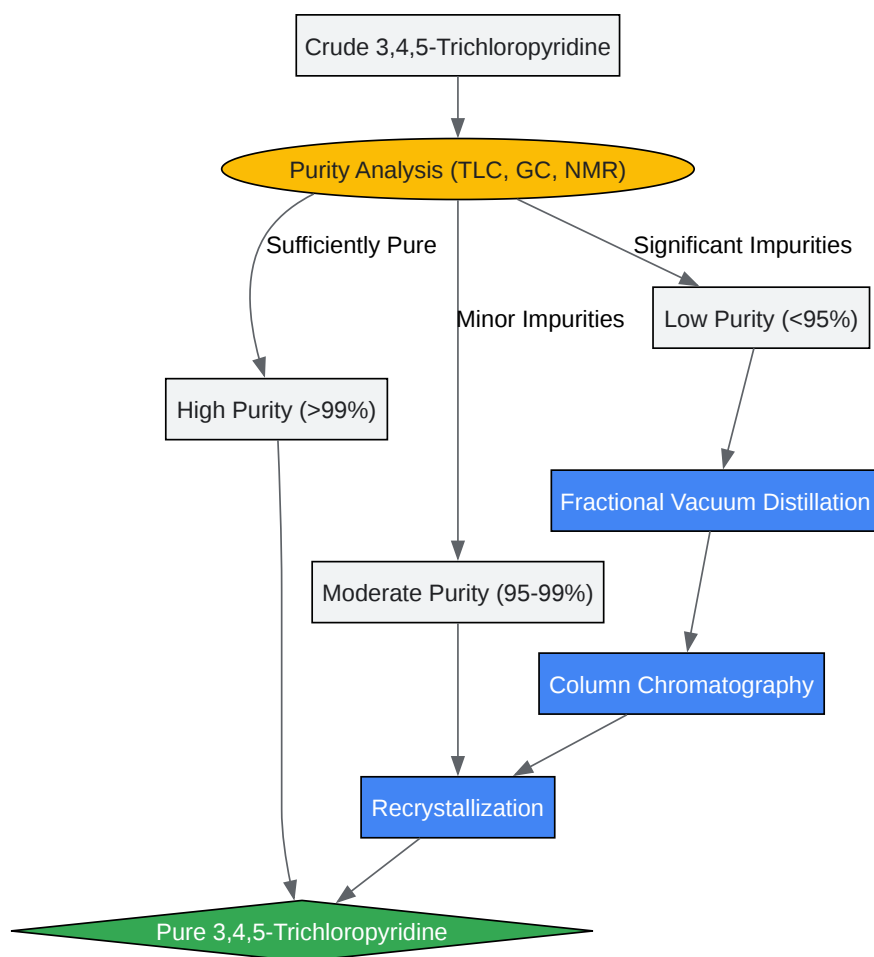 Crude 3,4,5-Trichloropyridine
Purity Analysis (TLC, GC, NMR)
Sufficiently Pure
Significant Impurities
Minor Impurities
Low Purity (<95%)
High Purity (>99%)
Fractional Vacuum Distillation
Moderate Purity (95-99%)
Column Chromatography
Recrystallization
Pure 3,4,5-Trichloropyridine